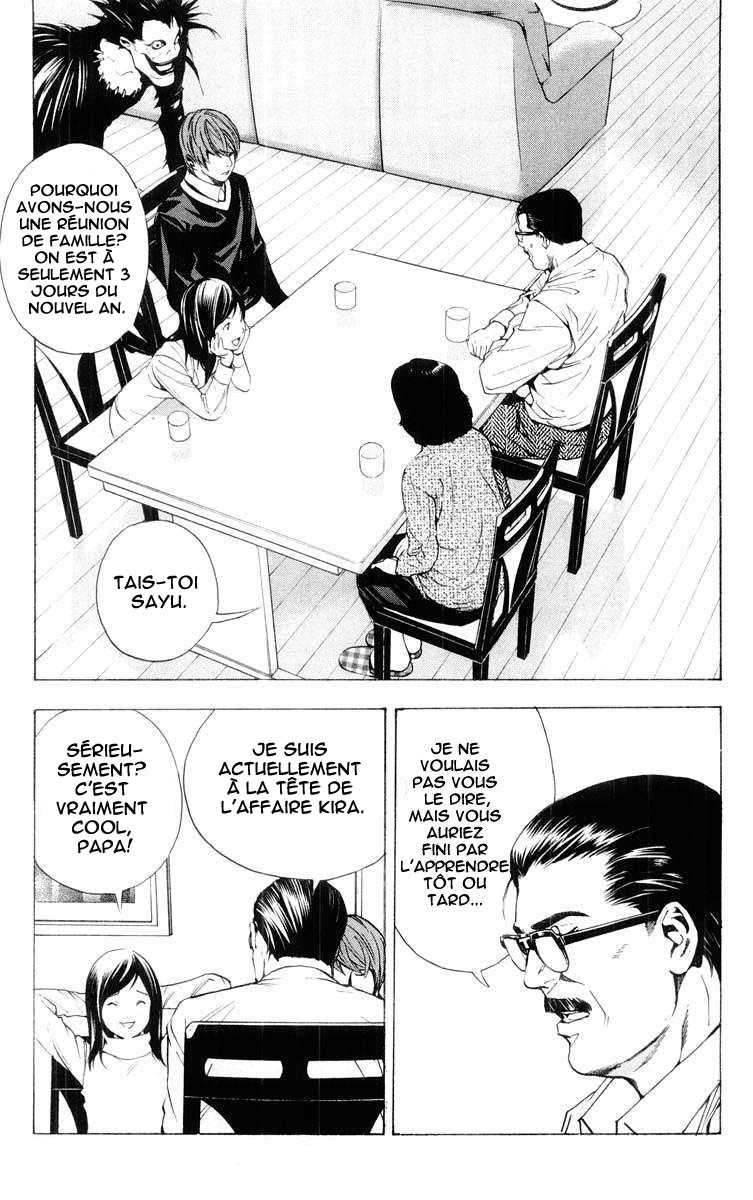 POURQUOI
AVONS-NOUS
UNE RÉUNION
DE FAMILLE?
ON EST À
SEULEMENT 3
JOURS DU
NOUVEL AN.
TAIS-TOI
SAYU.
JE NE
VOULAIS
PAS VOUS
LE DIRE,
MAIS VOUS
AURIEZ
FINI PAR
L'APPRENDRE
TÔT OU
TARD...
JE SUIS
ACTUELLEMENT
À LA TÊTE DE
L'AFFAIRE KIRA.
SÉRIEU-
SEMENT?
C'EST
VRAIMENT
COOL,
PAPA!